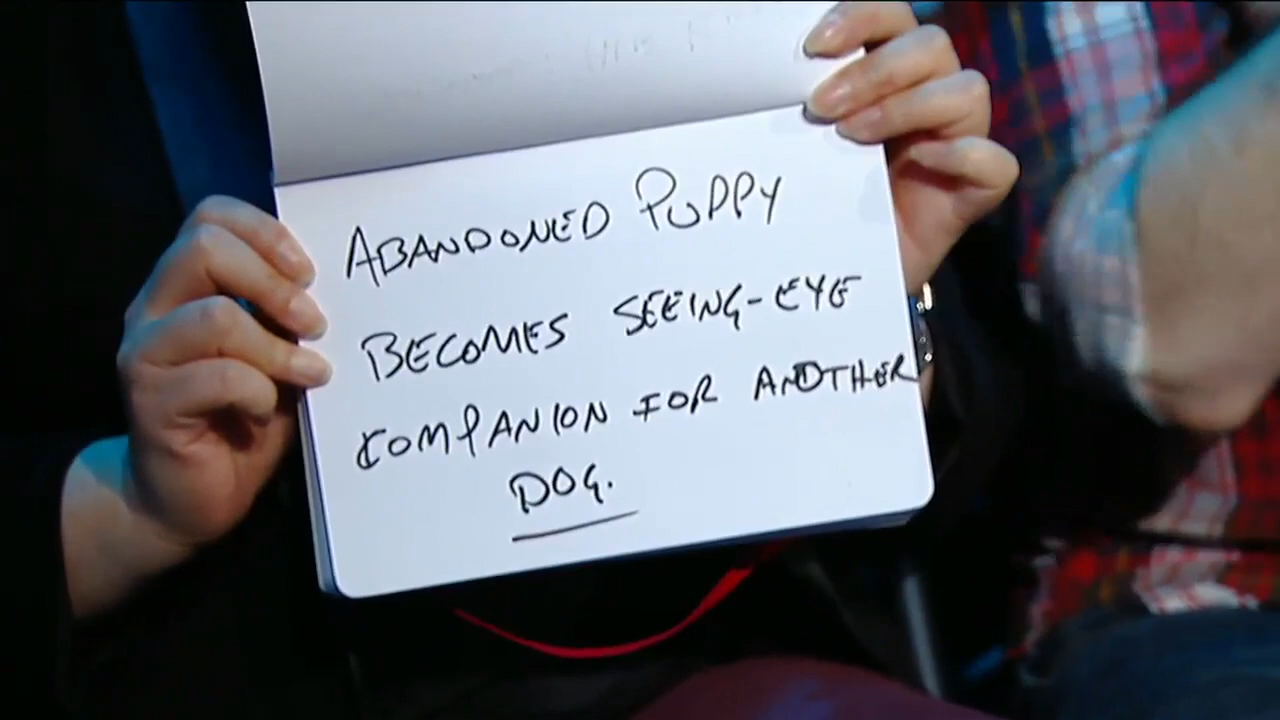 ABANDONED PUPPY
BECOMES SEEING-EYE
COMPANION FOR ANOTHER
DOG.